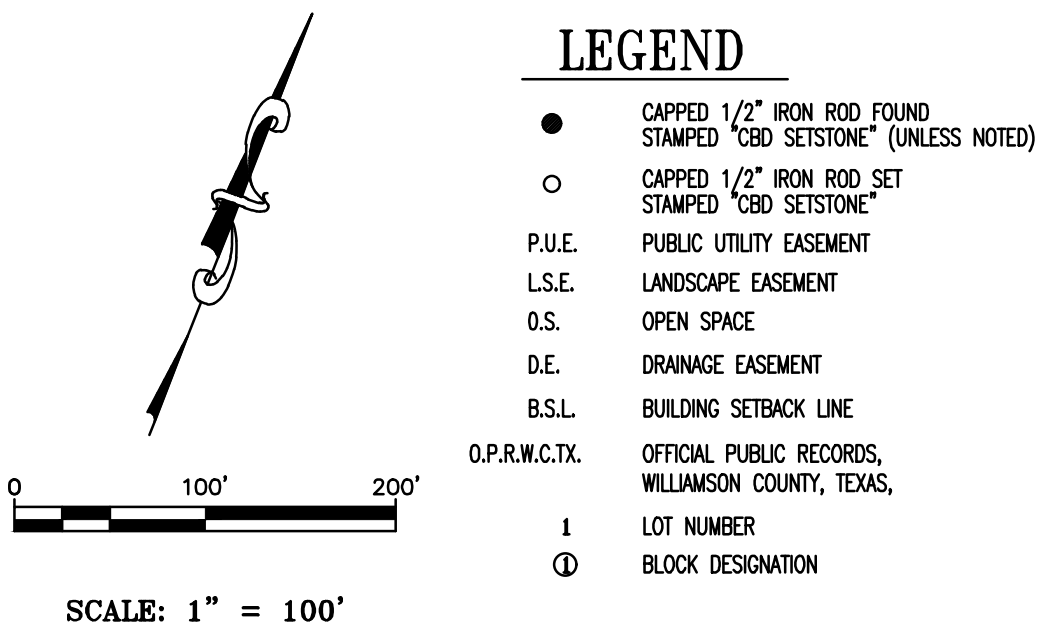 LEGEND
CAPPED 1/2" IRON ROD FOUND
STAMPED "CBD SETSTONE" (UNLESS NOTED)
CAPPED 1/2" IRON ROD SET
STAMPED "CBD SETSTONE"
P.U.E. PUBLIC UTILITY EASEMENT
L.S.E. LANDSCAPE EASEMENT
O.S. OPEN SPACE
D.E. DRAINAGE EASEMENT
B.S.L. BUILDING SETBACK LINE
O.P.R.W.C.TX. OFFICIAL PUBLIC RECORDS,
WILLIAMSON COUNTY, TEXAS,
1 LOT NUMBER
1 BLOCK DESIGNATION
0 100' 200'
SCALE: 1" = 100'